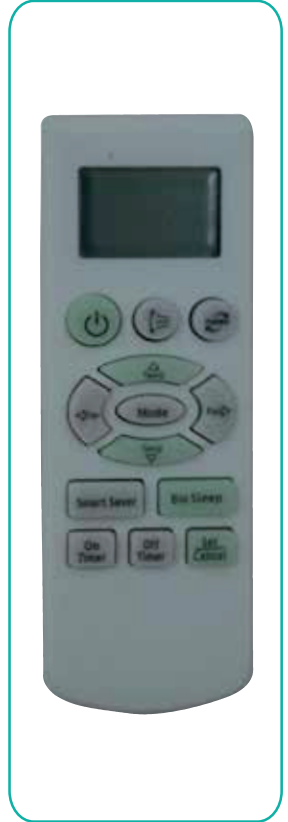 Mode
Smart Saver
Bio Sleep
On
Timer
Off
Timer
Set
Cancel